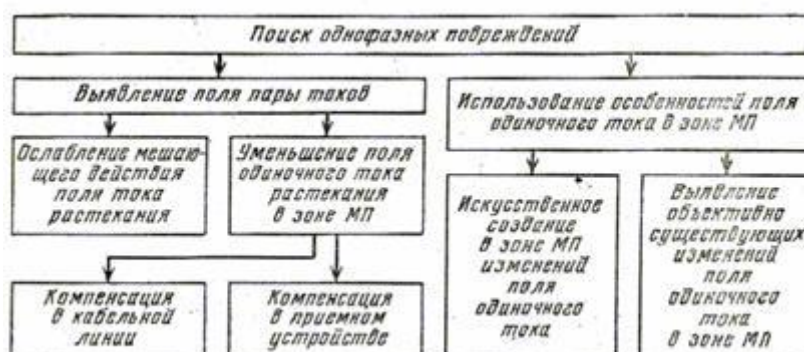 Поиск однофазных повреждений
Выявление поля пары токов
Использование особенностей поля
одиночного тока в зоне МП
Ослабление мешаю-
щего действия
поля тока
растекания
Уменьшение поля
одиночного тока
растекания
в зоне МП
Искусственное
создание
в зоне МП
изменений
поля
одиночного
тока
Выявление
объективно
существующих
изменений
поля
одиночного
тока
в зоне МП
Компенсация
в кабельной
линии
Компенсация
в приемном
устройстве